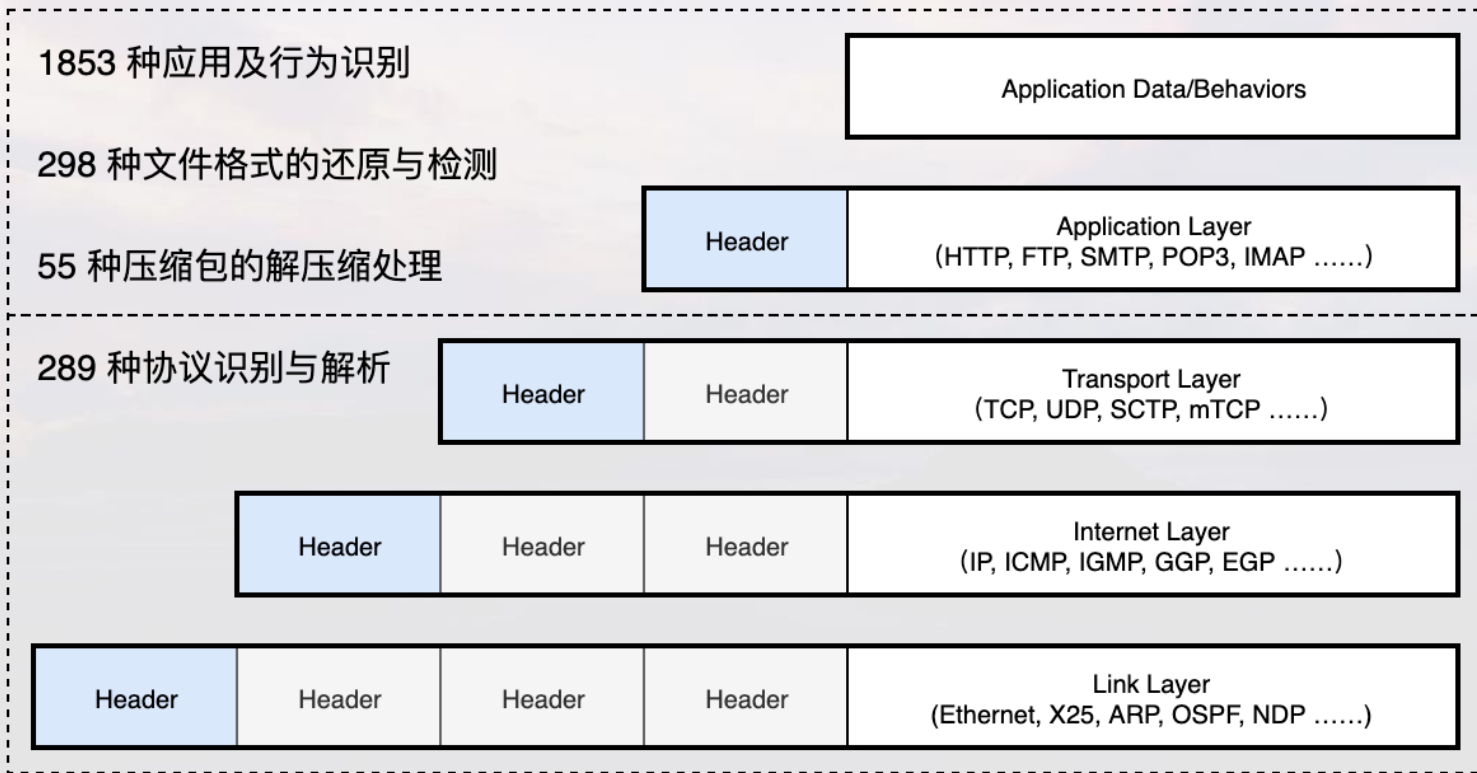 1853 种应用及行为识别
Application Data/Behaviors
298 种文件格式的还原与检测
Header
Application Layer
(HTTP, FTP, SMTP, POP3, IMAP ……)
55 种压缩包的解压缩处理
289 种协议识别与解析
Header
Header
Transport Layer
(TCP, UDP, SCTP, mTCP ……)
Header
Header
Header
Internet Layer
(IP, ICMP, IGMP, GGP, EGP ……)
Header
Header
Header
Header
Link Layer
(Ethernet, X25, ARP, OSPF, NDP ……)